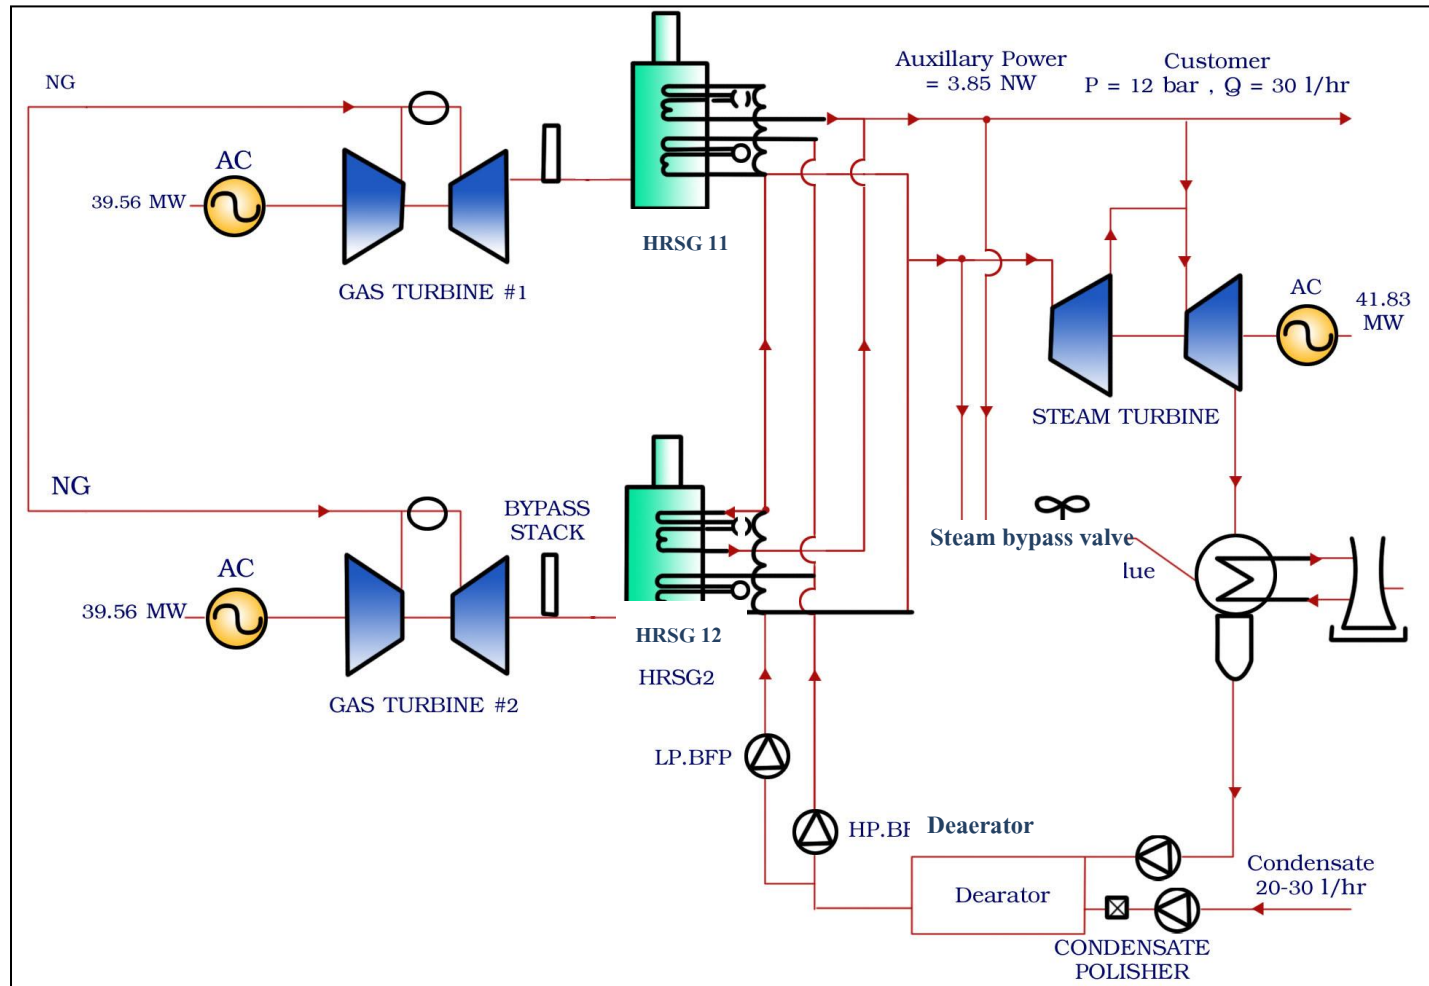 Auxillary Power
= 3.85 NW
Customer
P = 12 bar , Q = 30 l/hr
NG
AC
39.56 MW
HRSG 11
GAS TURBINE #1
AC
41.83
MW
STEAM TURBINE
NG
BYPASS
STACK
Steam bypass valve
lue
AC
39.56 MW
HRSG 12
HRSG2
GAS TURBINE #2
LP.BFP
HP.BF
Deaerator
Dearator
Condensate
20-30 l/hr
CONDENSATE
POLISHER